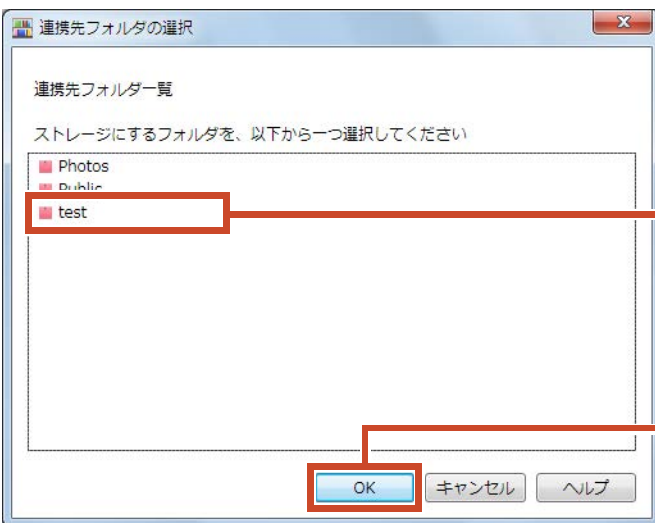 連携先フォルダの選択
連携先フォルダ一覧
ストレージにするフォルダを、以下から一つ選択してください
Photos
Public
test
OK
キャンセル
ヘルプ